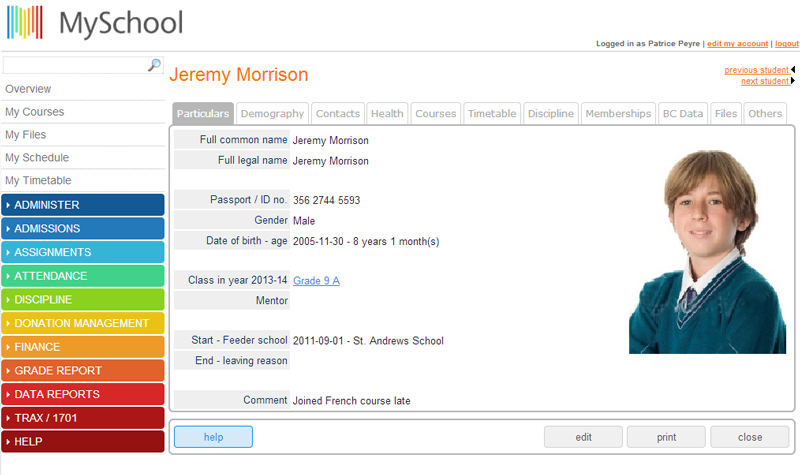 MySchool
Logged in as Patrice Peyre | edit my account | logout
Jeremy Morrison
previous student
next student
Overview
My Courses
My Files
My Schedule
My Timetable
ADMINISTER
ADMISSIONS
ASSIGNMENTS
ATTENDANCE
DISCIPLINE
DONATION MANAGEMENT
FINANCE
GRADE REPORT
DATA REPORTS
TRAX / 1701
HELP
Particulars Demography Contacts Health Courses Timetable Discipline Memberships BC Data Files Others
Full common name Jeremy Morrison
Full legal name Jeremy Morrison
Passport / ID no. 356 2744 5593
Gender Male
Date of birth - age 2005-11-30 - 8 years 1 month(s)
Class in year 2013-14 Grade 9 A
Mentor
Start - Feeder school 2011-09-01 - St. Andrews School
End - leaving reason
Comment Joined French course late
help edit print close